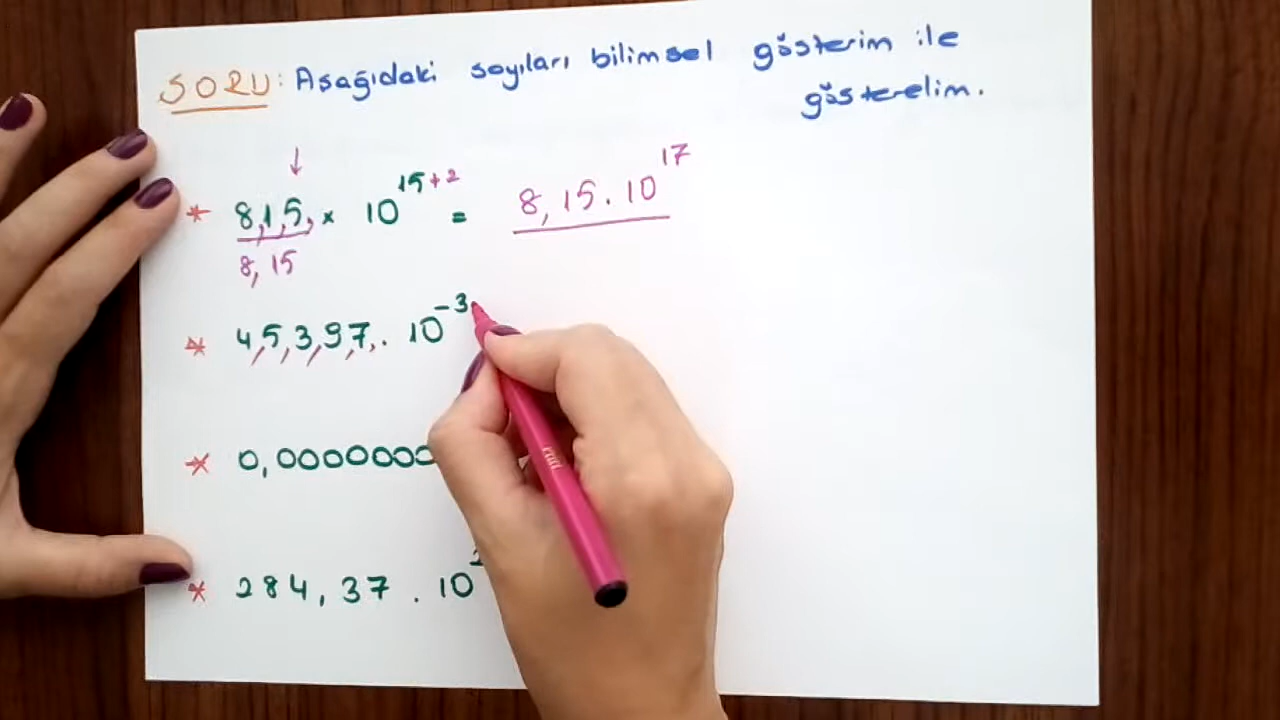 SORU: Aşağıdaki sayıları bilimsel gösterim ile
gösterelim.
* 8,1,5, × 10^15+2 = 8,15.10^17
8,15
* 4,5,3,9,7,. 10^-3
* 0,0000000
* 284,37 . 10